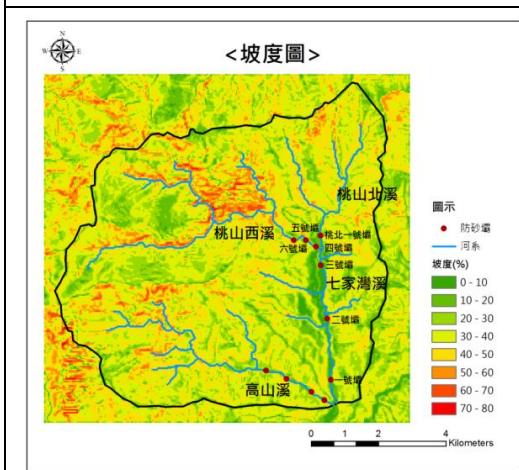 <坡度圖>
N
W
E
S
桃山北溪
桃山西溪
五號壩
桃北一號壩
六號壩
四號壩
三號壩
七家灣溪
二號壩
一號壩
高山溪
圖示
防砂壩
河系
坡度(%)
0 - 10
10 - 20
20 - 30
30 - 40
40 - 50
50 - 60
60 - 70
70 - 80
0 1 2 4
Kilometers